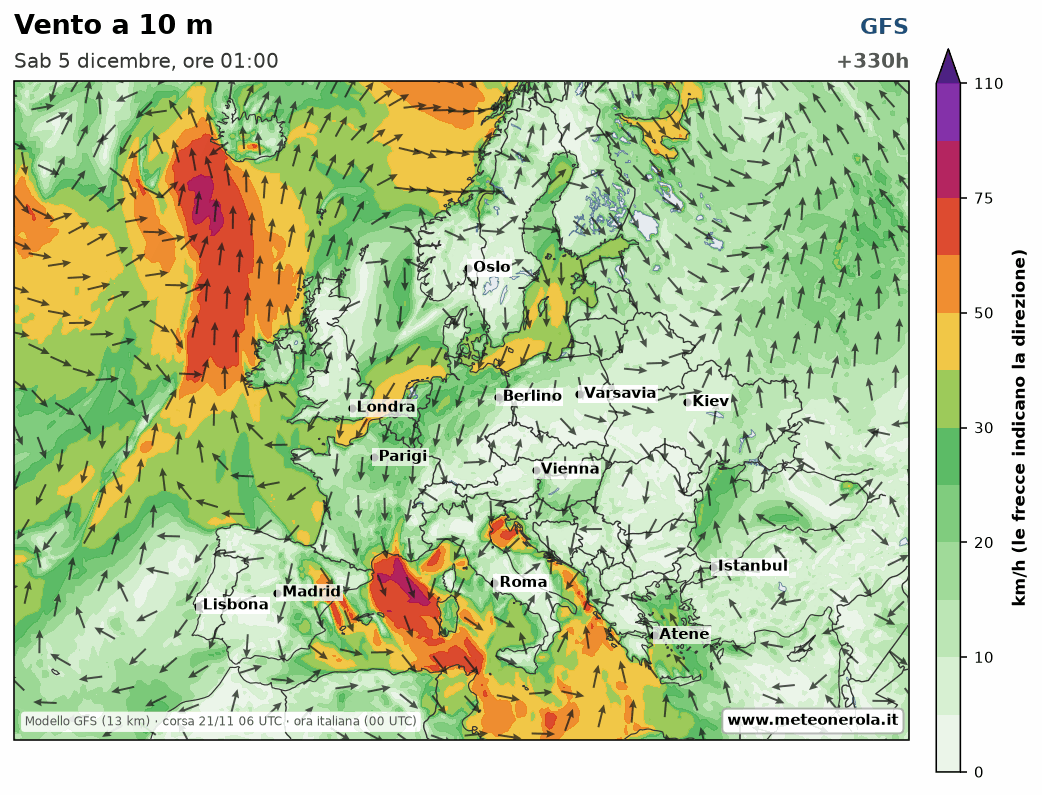 Vento a 10 m
GFS
Sab 5 dicembre, ore 01:00
+330h
110
75
50
30
20
10
0
km/h (le frecce indicano la direzione)
Oslo
Londra
Berlino
Varsavia
Kiev
Parigi
Vienna
Istanbul
Madrid
Roma
Lisbona
Atene
Modello GFS (13 km) · corsa 21/11 06 UTC · ora italiana (00 UTC)
www.meteonerola.it